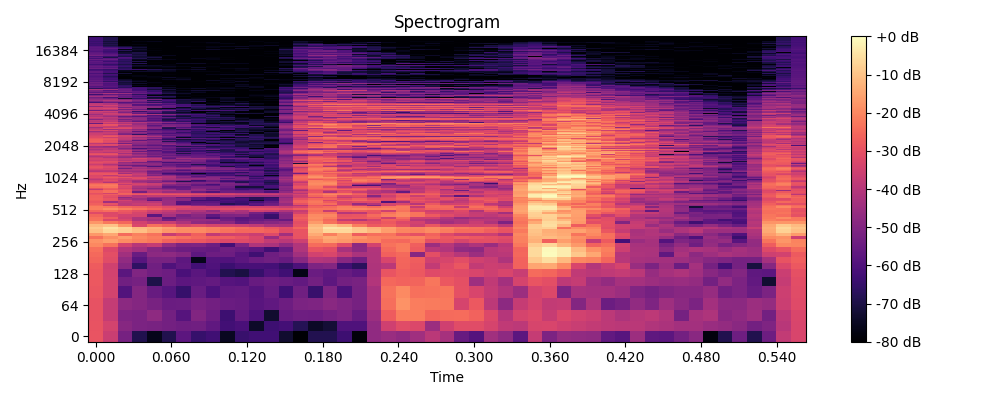 Spectrogram
Hz
16384
8192
4096
2048
1024
512
256
128
64
0
0.000 0.060 0.120 0.180 0.240 0.300 0.360 0.420 0.480 0.540
Time
+0 dB
-10 dB
-20 dB
-30 dB
-40 dB
-50 dB
-60 dB
-70 dB
-80 dB